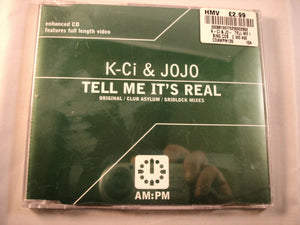 enhanced CD
features full length video
HMV £2.99
K-Ci & JOJO
TELL ME IT'S REAL
ORIGINAL / CLUB ASYLUM / GRIDLOCK MIXES
AM:PM